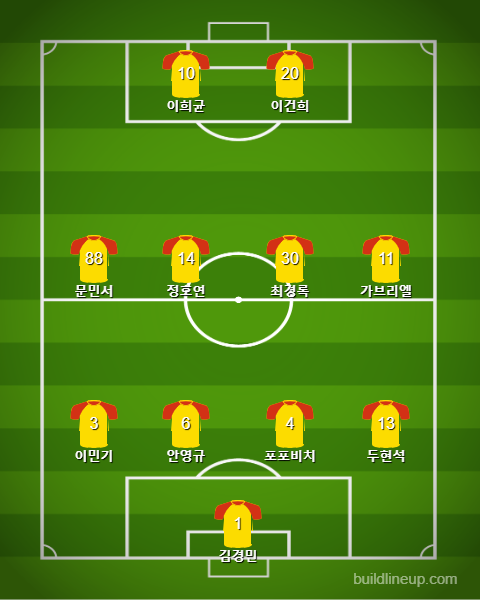 10 20
이희균 이건희
88 14 30 11
문민서 정호연 최경록 가브리엘
3 6 4 13
이민기 안영규 포포비치 두현석
1
김경민
buildlineup.com